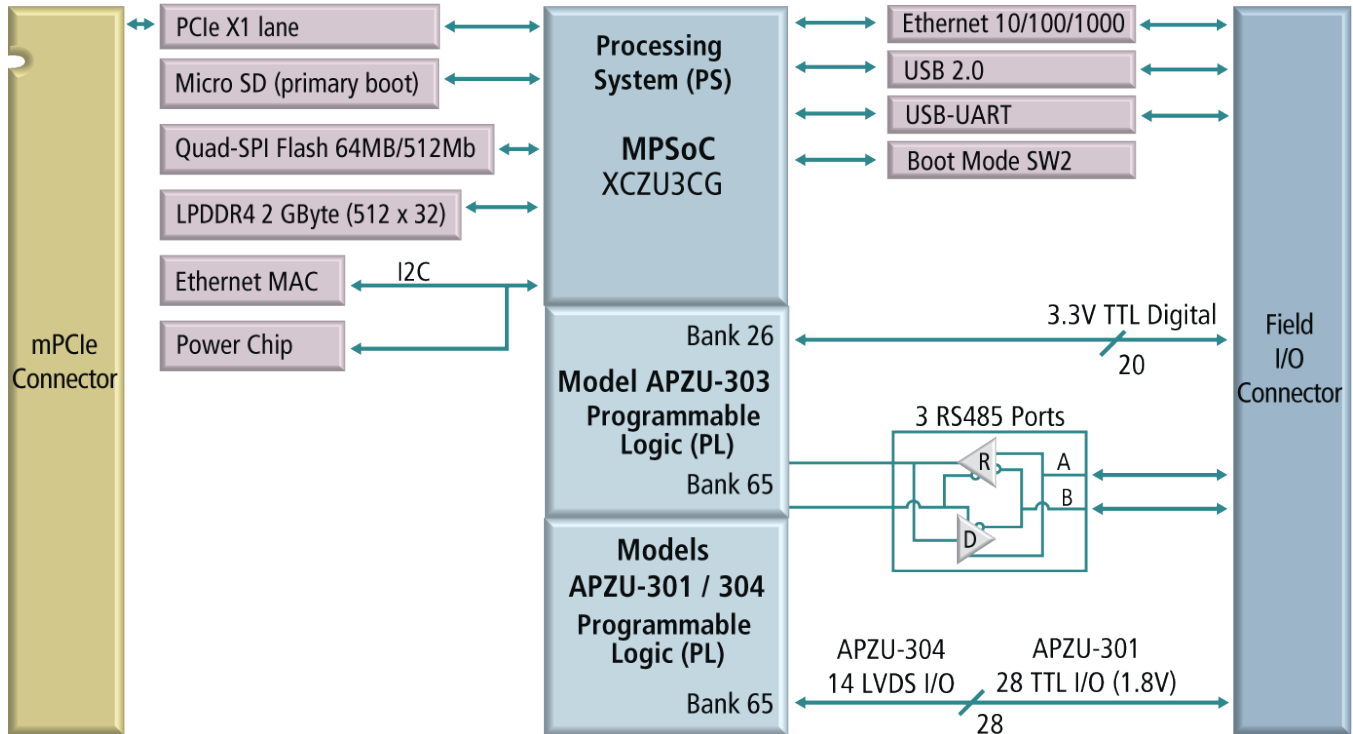 mPCIe
Connector
PCIe X1 lane
Micro SD (primary boot)
Quad-SPI Flash 64MB/512Mb
LPDDR4 2 GByte (512 x 32)
Ethernet MAC
I2C
Power Chip
Processing
System (PS)
MPSoC
XCZU3CG
Bank 26
Model APZU-303
Programmable
Logic (PL)
Bank 65
Models
APZU-301 / 304
Programmable
Logic (PL)
Bank 65
Ethernet 10/100/1000
USB 2.0
USB-UART
Boot Mode SW2
3.3V TTL Digital
20
3 RS485 Ports
R
A
B
D
APZU-304
14 LVDS I/O
APZU-301
28 TTL I/O (1.8V)
28
Field
I/O
Connector